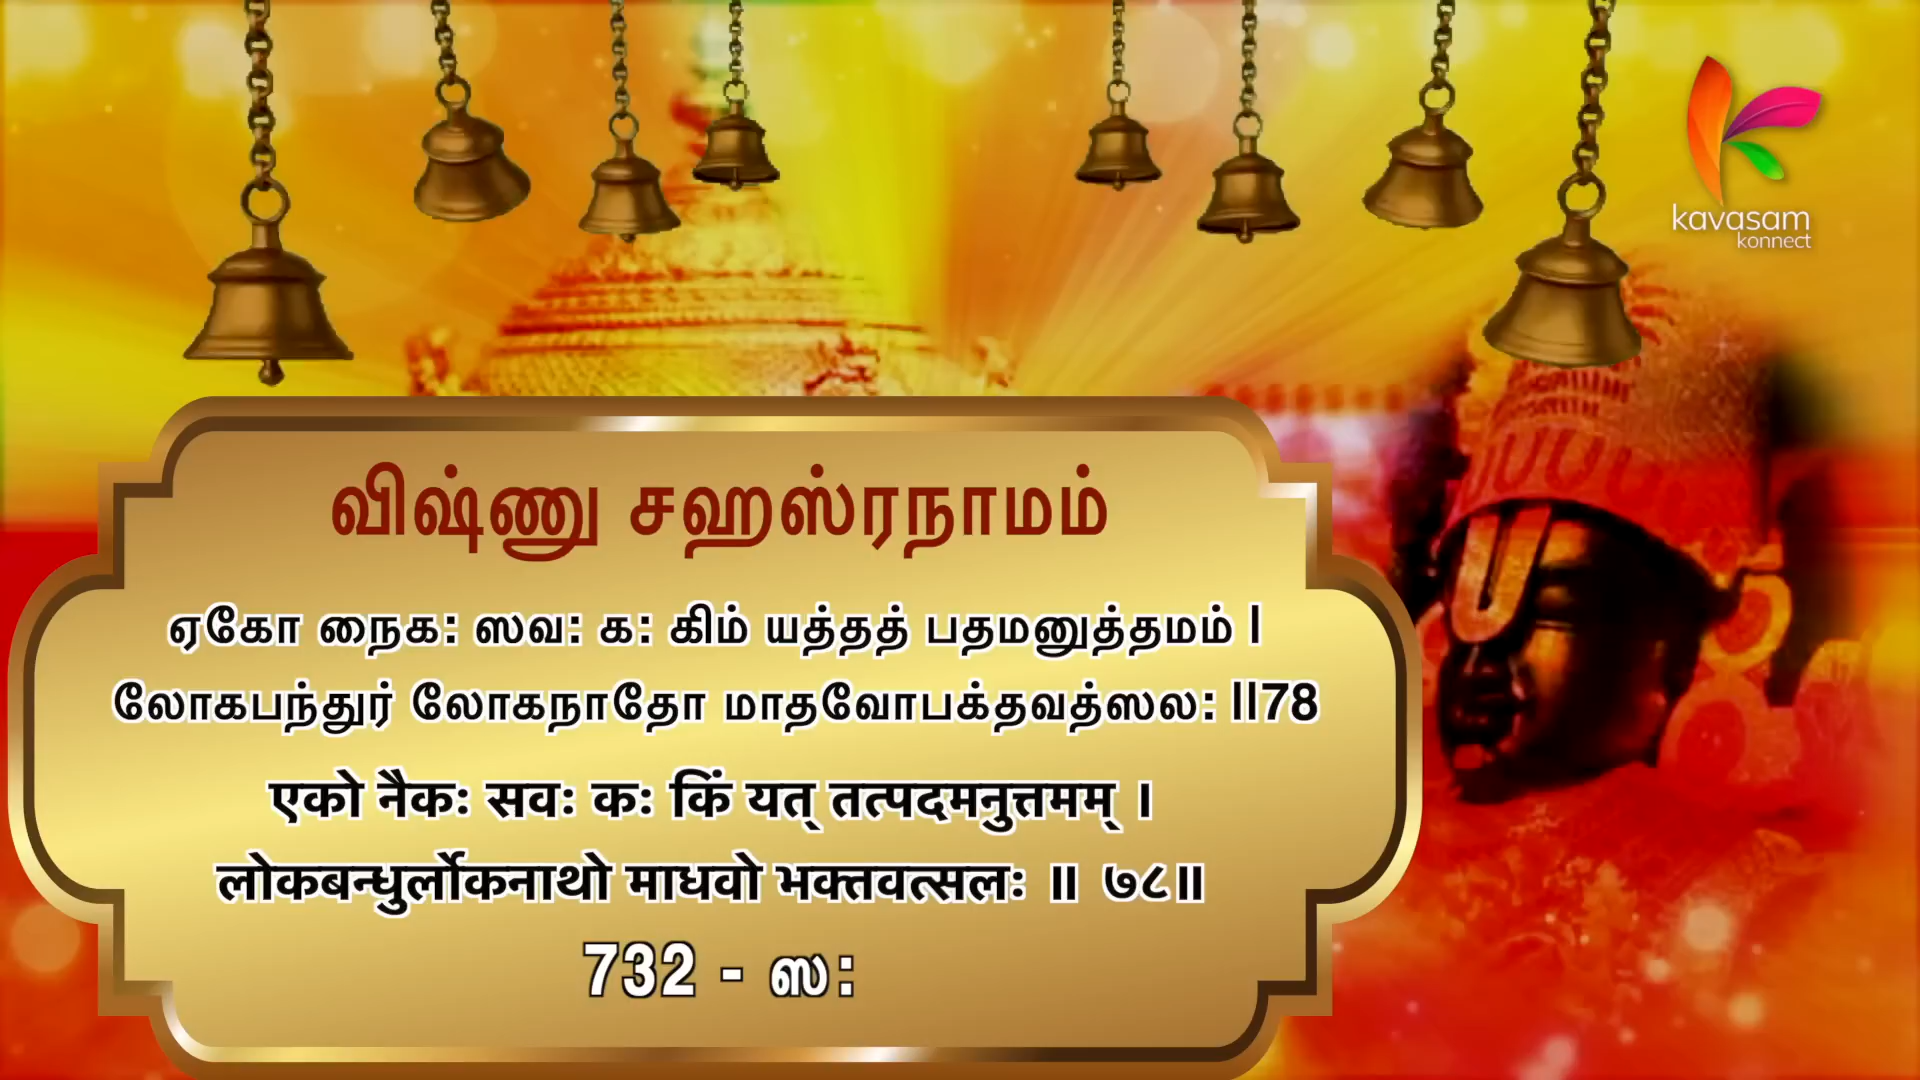 kavasam
konnect
விஷ்ணு சஹஸ்ரநாமம்
ஏகோ நைக: ஸவ: க: கிம் யத்தத் பதமனுத்தமம் |
லோகபந்துர் லோகநாதோ மாதவோபக்தவத்ஸல: ||78
एको नैकः सवः कः किं यत् तत्पदमनुत्तमम् ।
लोकबन्धुर्लोकनाथो माधवो भक्तवत्सलः ॥ ७८॥
732 - ஸ: